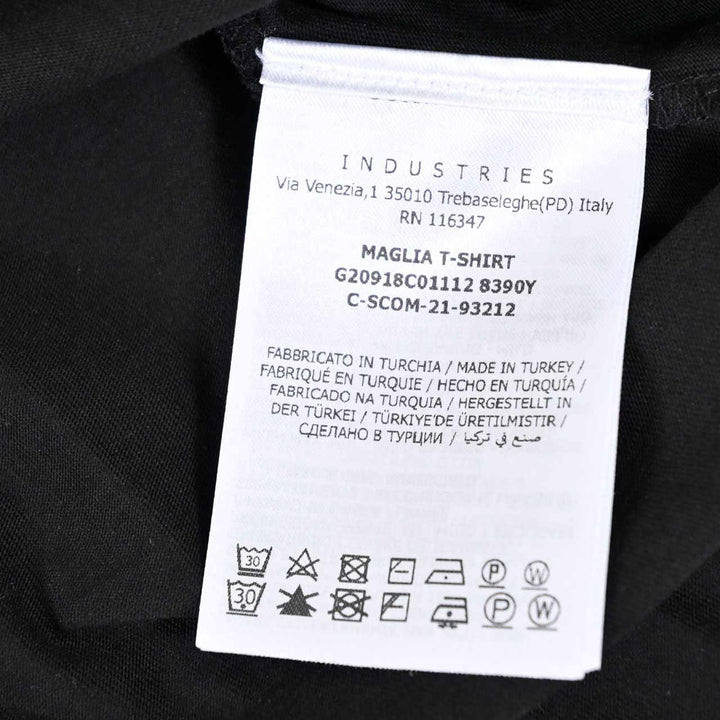 INDUSTRIES
Via Venezia,1 35010 Trebaseleghe(PD) Italy
RN 116347
MAGLIA T-SHIRT
G20918C01112 8390Y
C-SCOM-21-93212
FABBRICATO IN TURCHIA / MADE IN TURKEY /
FABRIQUÉ EN TURQUIE / HECHO EN TURQUÍA /
FABRICADO NA TURQUIA / HERGESTELLT IN
DER TÜRKEI / TÜRKIYE'DE ÜRETILMISTIR /
СДЕЛАНО В ТУРЦИИ / صنع في تركيا
30 P W
30 P W